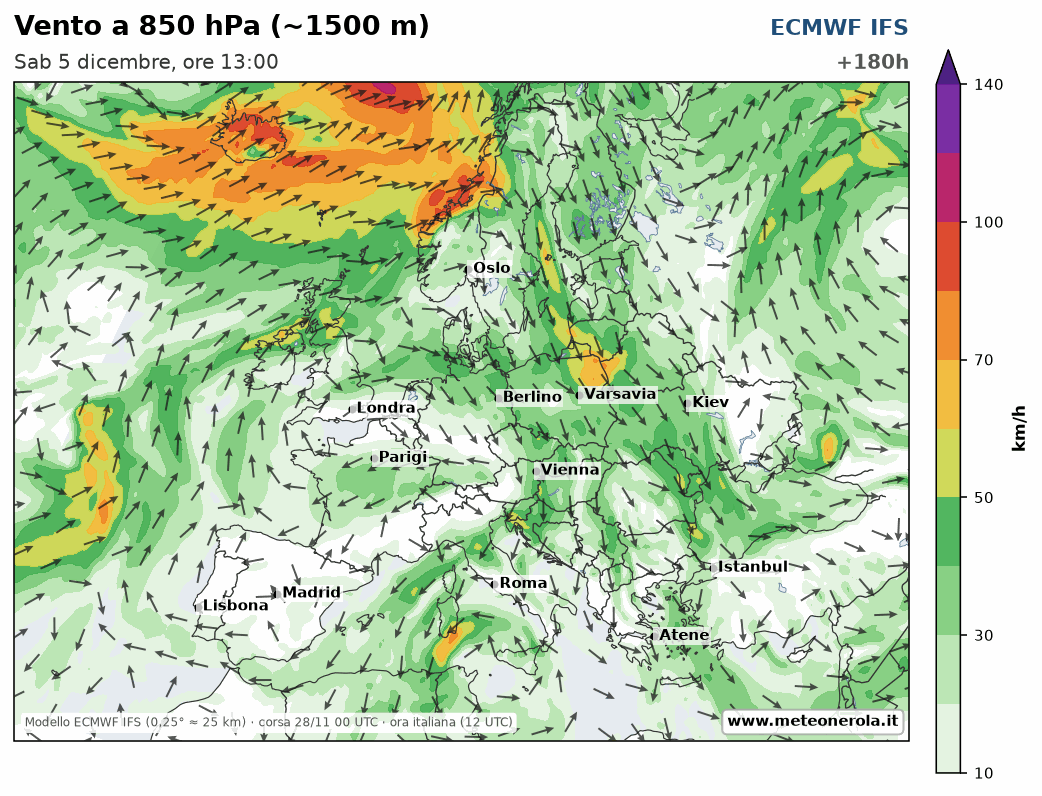 Vento a 850 hPa (~1500 m)
ECMWF IFS
Sab 5 dicembre, ore 13:00
+180h
140
100
70
50
30
10
km/h
Oslo
Berlino
Varsavia
Kiev
Londra
Parigi
Vienna
Istanbul
Roma
Madrid
Lisbona
Atene
Modello ECMWF IFS (0,25° ≈ 25 km) · corsa 28/11 00 UTC · ora italiana (12 UTC)
www.meteonerola.it